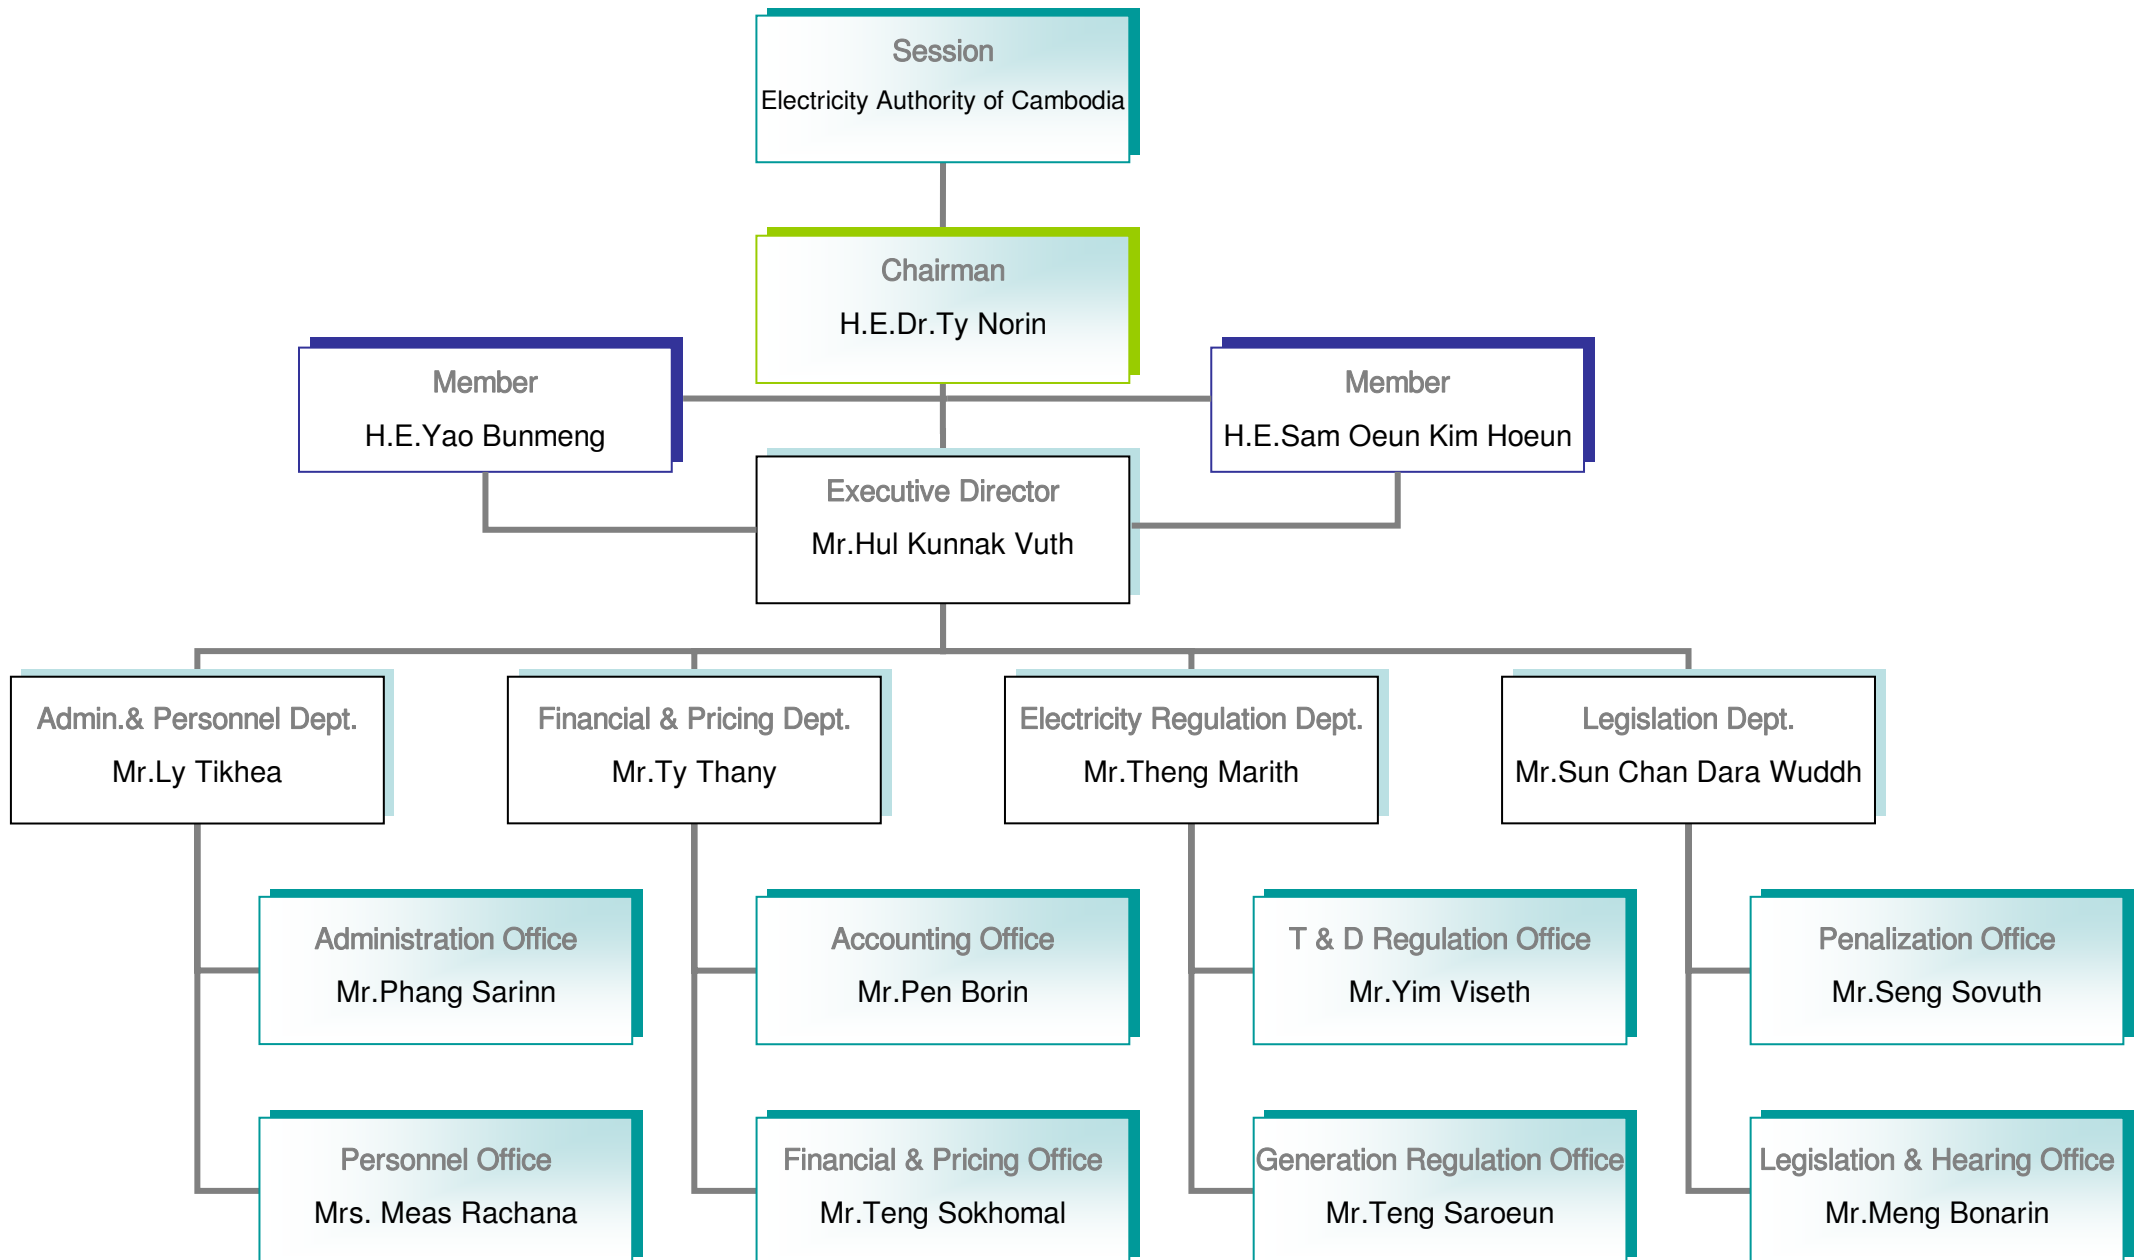 Session
Electricity Authority of Cambodia
Chairman
H.E.Dr.Ty Norin
Member
H.E.Yao Bunmeng
Member
H.E.Sam Oeun Kim Hoeun
Executive Director
Mr.Hul Kunnak Vuth
Admin.& Personnel Dept.
Mr.Ly Tikhea
Financial & Pricing Dept.
Mr.Ty Thany
Electricity Regulation Dept.
Mr.Theng Marith
Legislation Dept.
Mr.Sun Chan Dara Wuddh
Administration Office
Mr.Phang Sarinn
Accounting Office
Mr.Pen Borin
T & D Regulation Office
Mr.Yim Viseth
Penalization Office
Mr.Seng Sovuth
Personnel Office
Mrs. Meas Rachana
Financial & Pricing Office
Mr.Teng Sokhomal
Generation Regulation Office
Mr.Teng Saroeun
Legislation & Hearing Office
Mr.Meng Bonarin